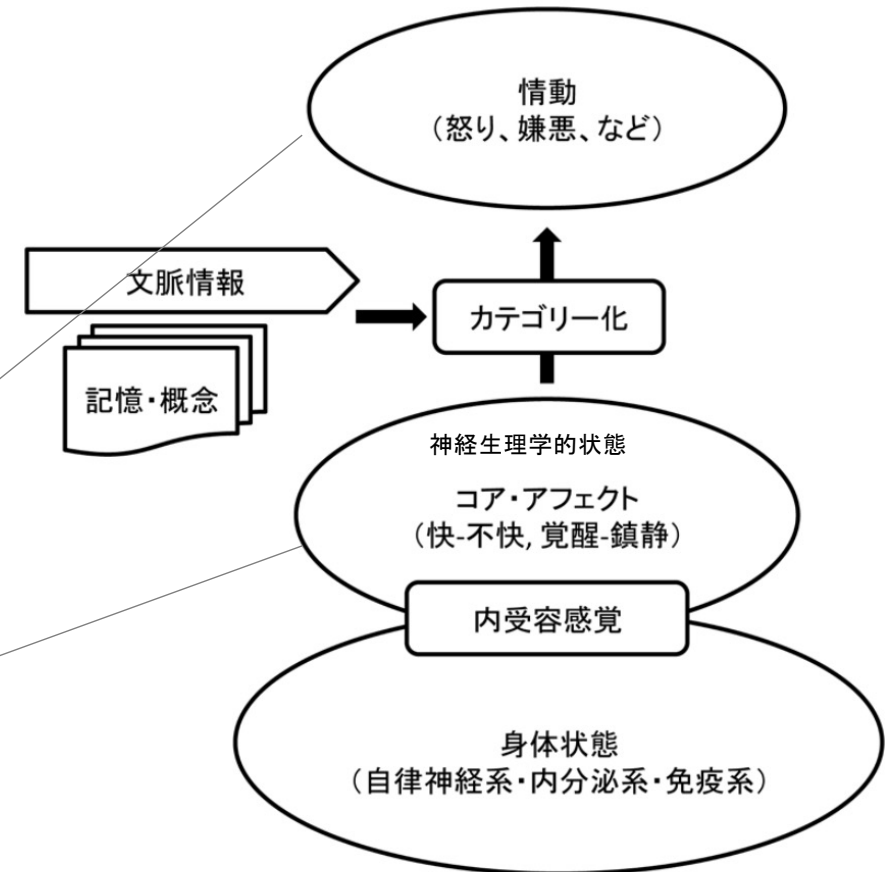 情動
(怒り、嫌悪、など)
文脈情報
カテゴリー化
記憶・概念
神経生理学的状態
コア・アフェクト
(快-不快, 覚醒-鎮静)
内受容感覚
身体状態
(自律神経系・内分泌系・免疫系)